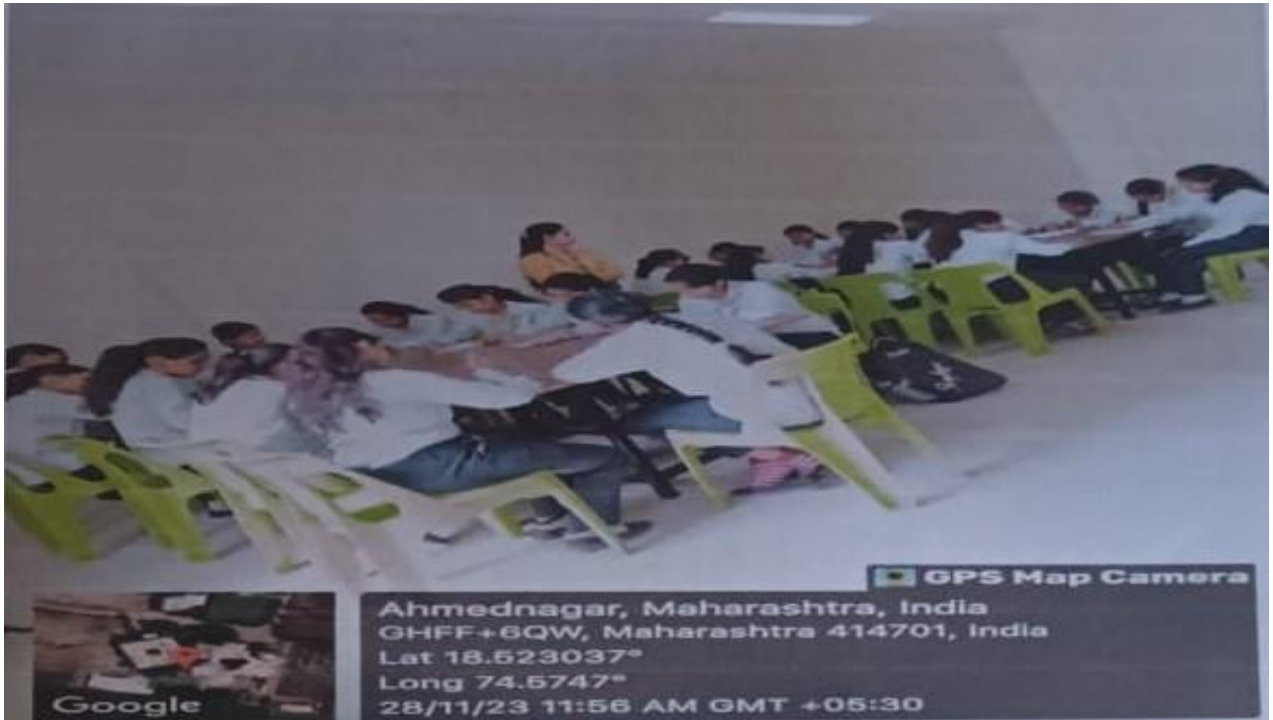 GPS Map Camera
Ahmednagar, Maharashtra, India
GHFF+6QW, Maharashtra 414701, India
Lat 18.523037°
Long 74.5747°
28/11/23 11:56 AM GMT +05:30
Google